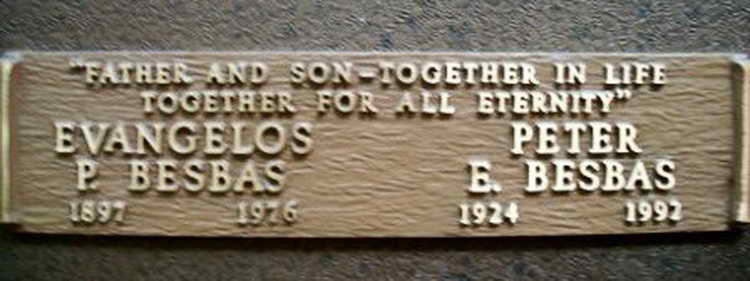 "FATHER AND SON-TOGETHER IN LIFE
TOGETHER FOR ALL ETERNITY"
EVANGELOS
P. BESBAS
1897 1976
PETER
E. BESBAS
1924 1992